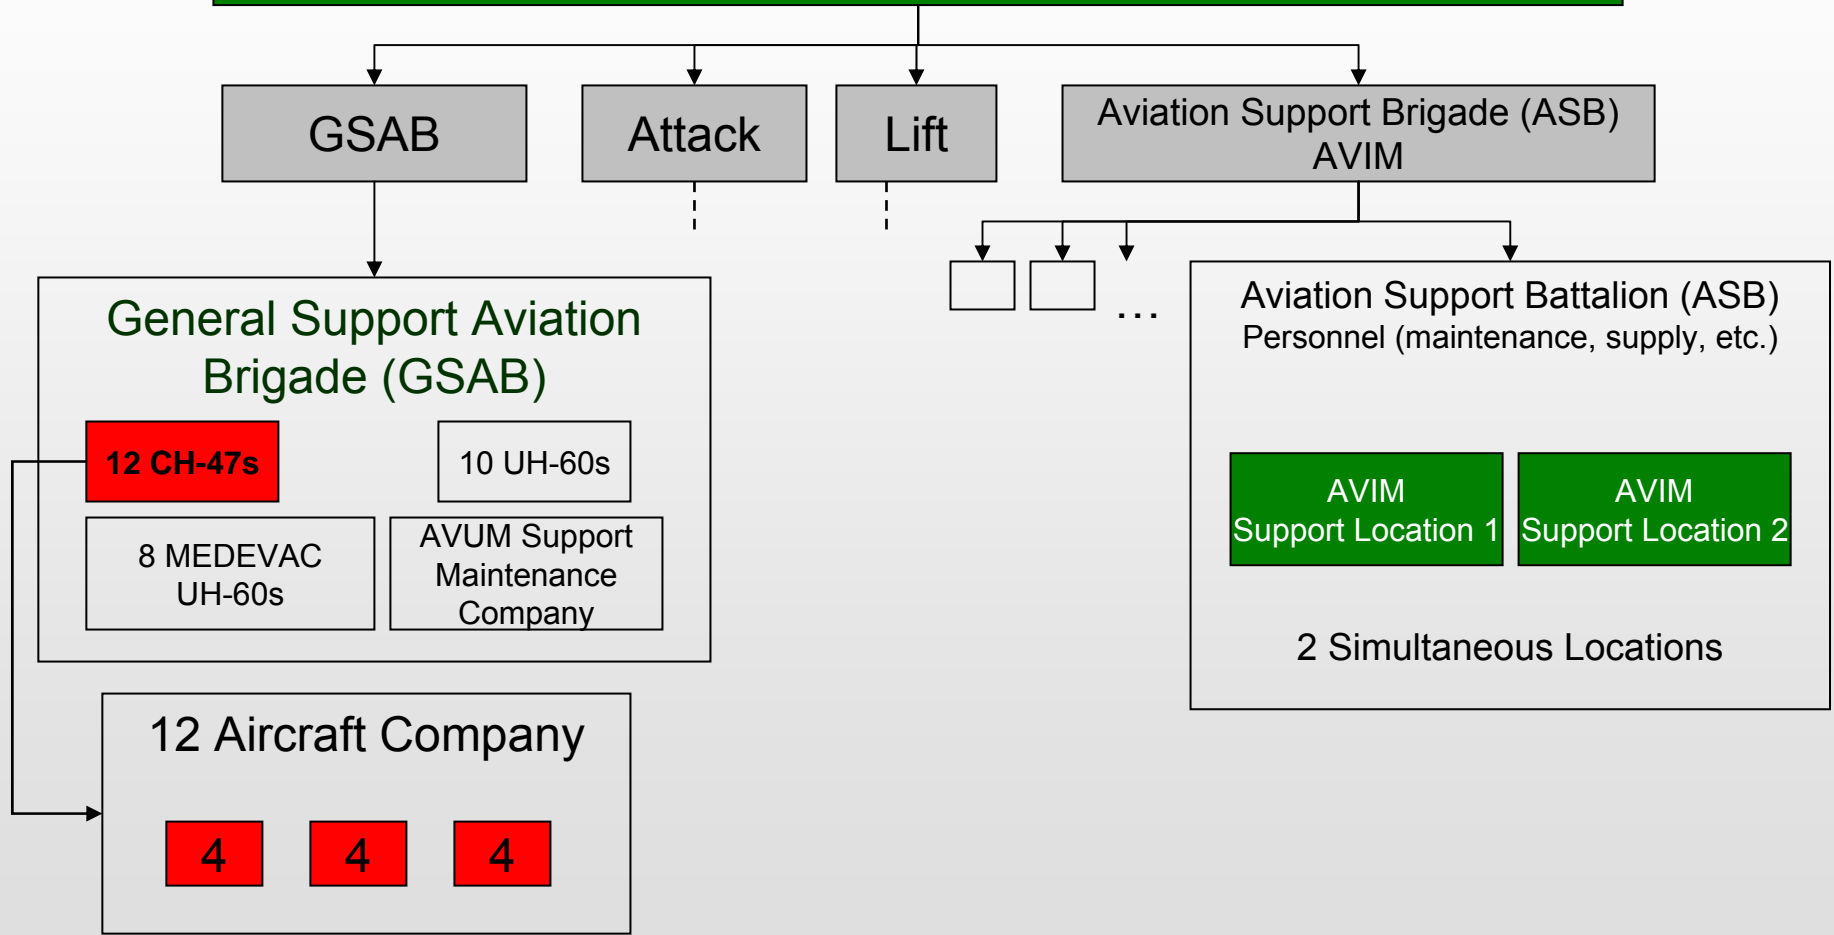 GSAB
Attack
Lift
Aviation Support Brigade (ASB)
AVIM
General Support Aviation
Brigade (GSAB)
12 CH-47s
10 UH-60s
8 MEDEVAC
UH-60s
AVUM Support
Maintenance
Company
...
Aviation Support Battalion (ASB)
Personnel (maintenance, supply, etc.)
AVIM
Support Location 1
AVIM
Support Location 2
2 Simultaneous Locations
12 Aircraft Company
4 4 4